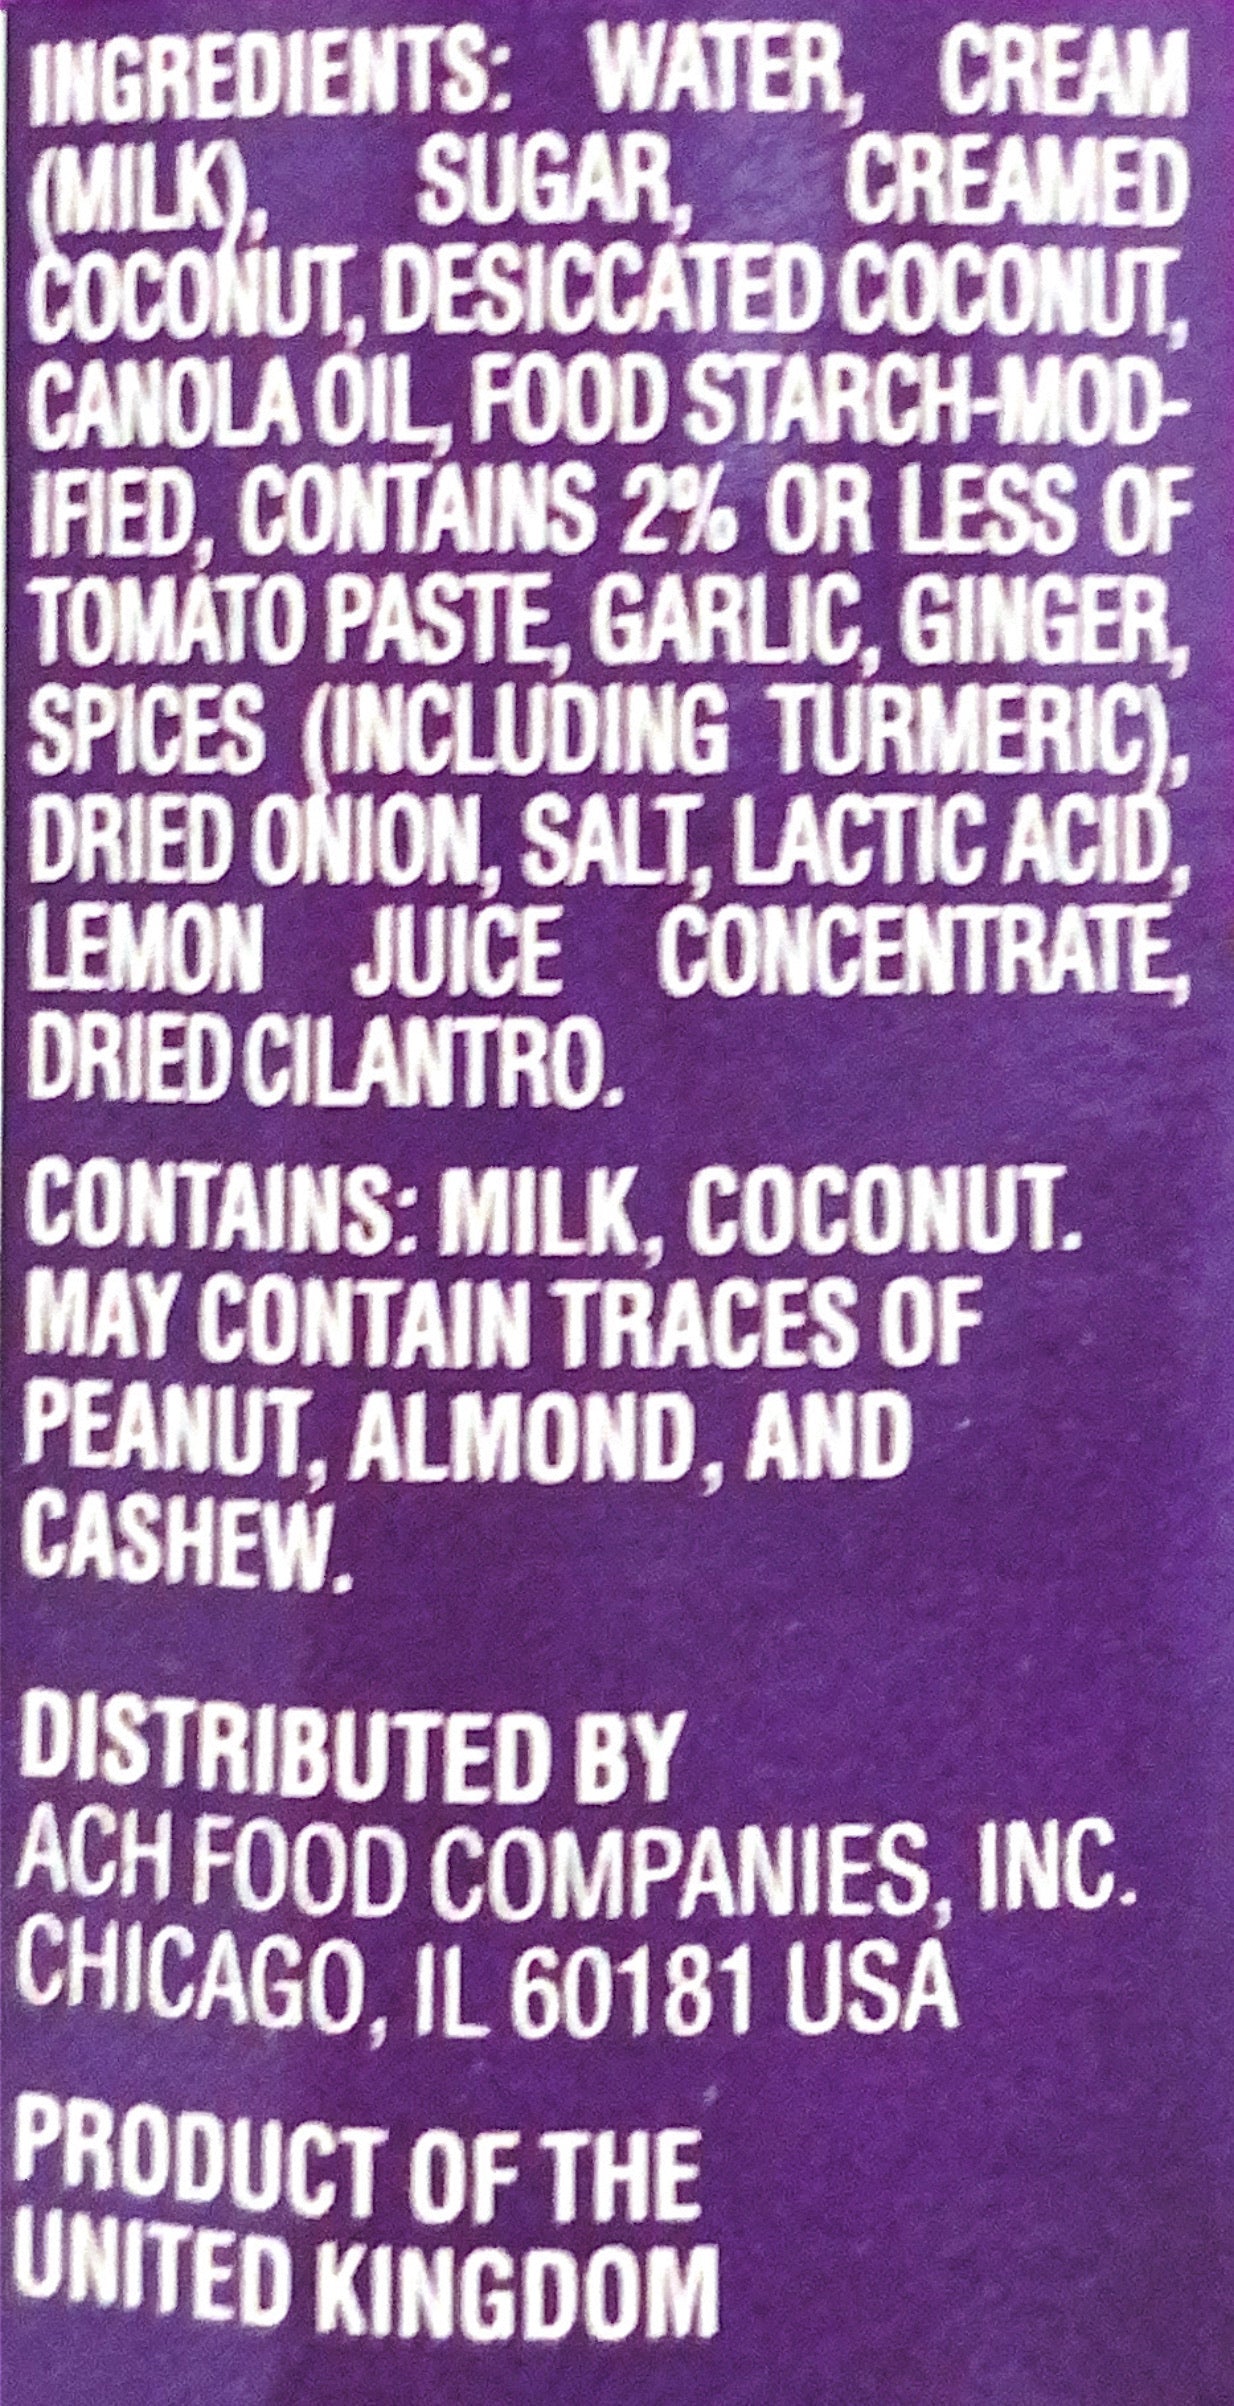 INGREDIENTS: WATER, CREAM
(MILK), SUGAR, CREAMED
COCONUT, DESICCATED COCONUT,
CANOLA OIL, FOOD STARCH-MOD-
IFIED, CONTAINS 2% OR LESS OF
TOMATO PASTE, GARLIC, GINGER,
SPICES (INCLUDING TURMERIC),
DRIED ONION, SALT, LACTIC ACID,
LEMON JUICE CONCENTRATE,
DRIED CILANTRO.
CONTAINS: MILK, COCONUT.
MAY CONTAIN TRACES OF
PEANUT, ALMOND, AND
CASHEW.
DISTRIBUTED BY
ACH FOOD COMPANIES, INC.
CHICAGO, IL 60181 USA
PRODUCT OF THE
UNITED KINGDOM